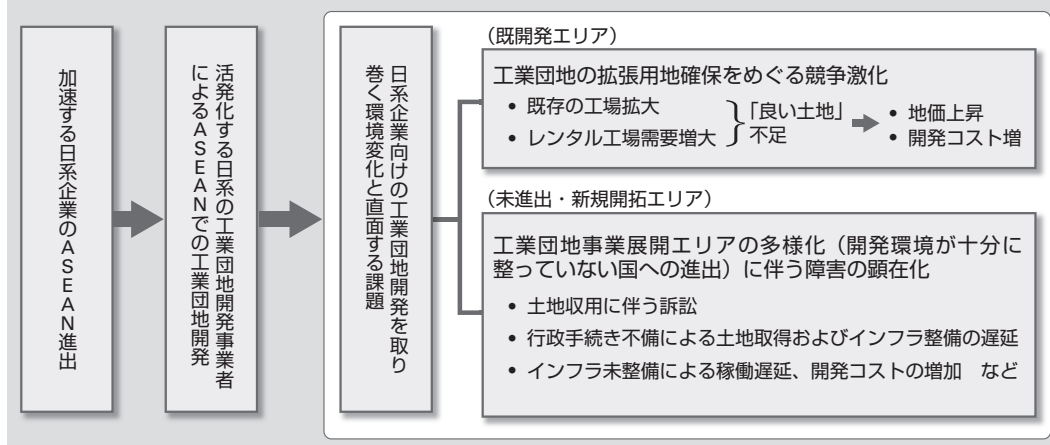 加速する日系企業のASEAN進出
活発化する日系の工業団地開発事業者
によるASEANでの工業団地開発
日系企業向けの工業団地開発を取り
巻く環境変化と直面する課題
（既開発エリア）
工業団地の拡張用地確保をめぐる競争激化
• 既存の工場拡大
• レンタル工場需要増大
「良い土地」
不足
• 地価上昇
• 開発コスト増
（未進出・新規開拓エリア）
工業団地事業展開エリアの多様化（開発環境が十分に
整っていない国への進出）に伴う障害の顕在化
• 土地収用に伴う訴訟
• 行政手続き不備による土地取得およびインフラ整備の遅延
• インフラ未整備による稼働遅延、開発コストの増加　など